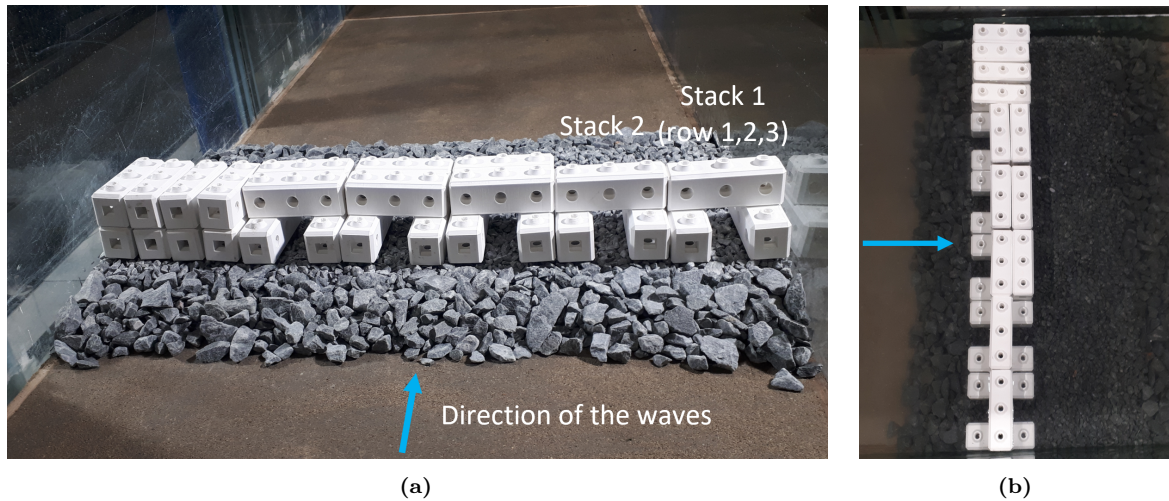 Stack 1
Stack 2 (row 1,2,3)
Direction of the waves
(a)
(b)